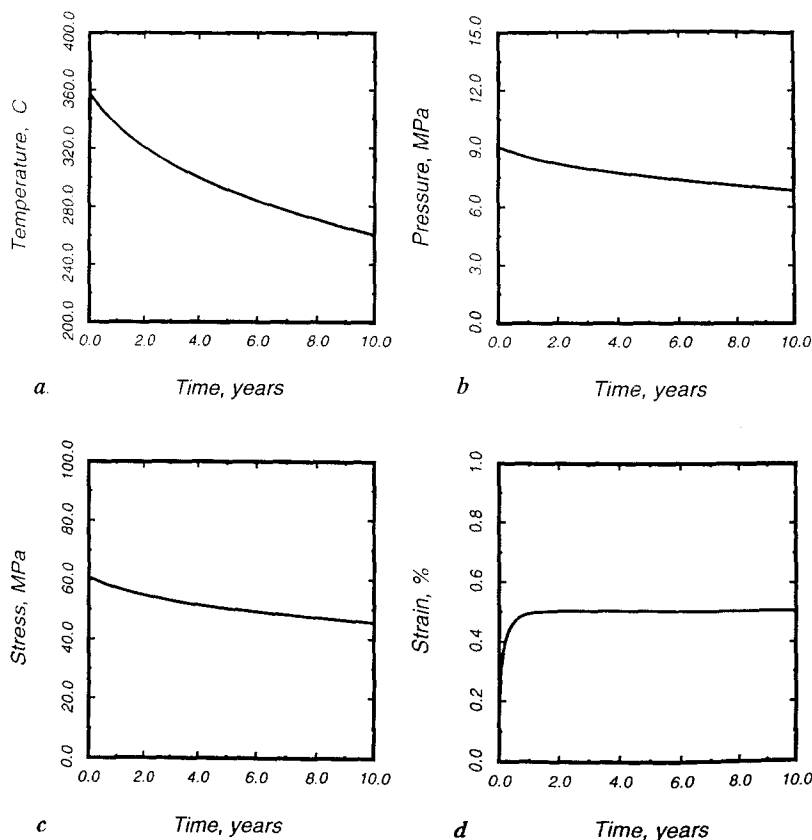 400.0
360.0
320.0
280.0
240.0
200.0
Temperature, C
0.0 2.0 4.0 6.0 8.0 10.0
a. Time, years
15.0
12.0
9.0
6.0
3.0
0.0
Pressure, MPa
0.0 2.0 4.0 6.0 8.0 10.0
b Time, years
100.0
80.0
60.0
40.0
20.0
0.0
Stress, MPa
0.0 2.0 4.0 6.0 8.0 10.0
c Time, years
1.0
0.8
0.6
0.4
0.2
0.0
Strain, %
0.0 2.0 4.0 6.0 8.0 10.0
d Time, years